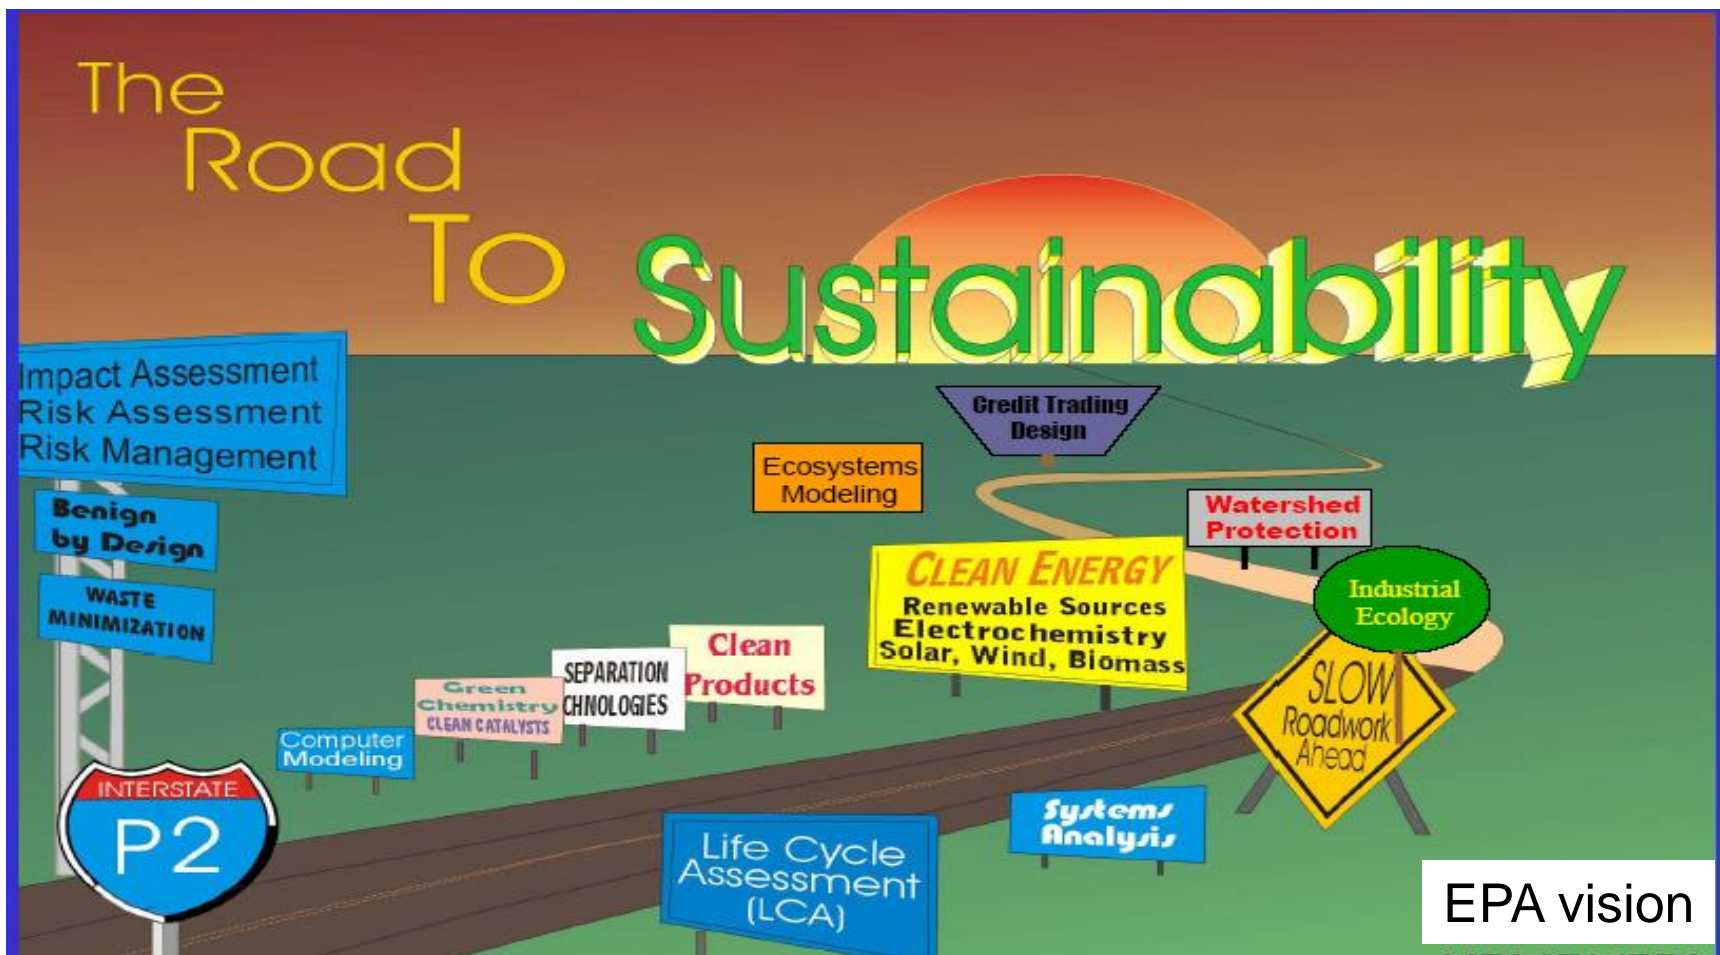 The
Road
To
Sustainability
Impact Assessment
Risk Assessment
Risk Management
Benign
by Design
WASTE
MINIMIZATION
INTERSTATE
P2
Computer
Modeling
Green
Chemistry
CLEAN CATALYSTS
SEPARATION
CHNOLOGIES
Clean
Products
Life Cycle
Assessment
(LCA)
Systems
Analysis
CLEAN ENERGY
Renewable Sources
Electrochemistry
Solar, Wind, Biomass
Ecosystems
Modeling
Credit Trading
Design
Watershed
Protection
Industrial
Ecology
SLOW
Roadwork
Ahead
EPA vision